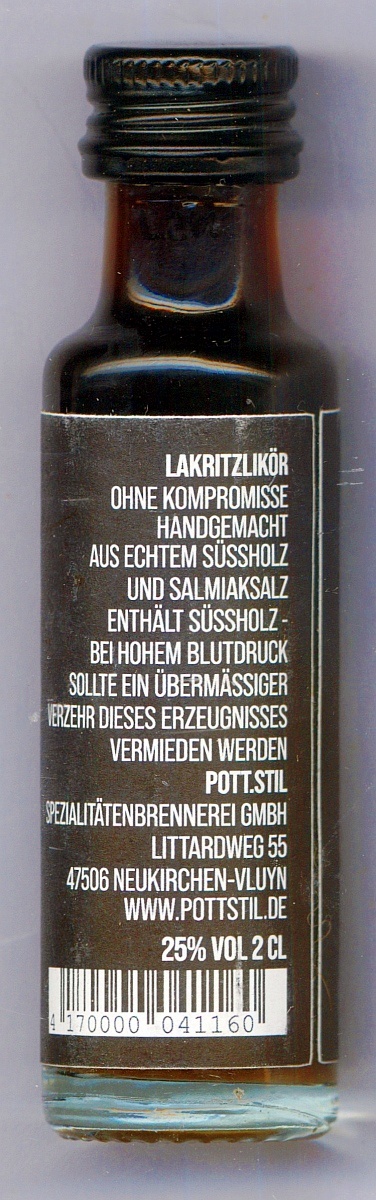 LAKRITZLIKÖR
OHNE KOMPROMISSE
HANDGEMACHT
AUS ECHTEM SÜSSHOLZ
UND SALMIAKSALZ
ENTHÄLT SÜSSHOLZ -
BEI HOHEM BLUTDRUCK
SOLLTE EIN ÜBERMÄSSIGER
VERZEHR DIESES ERZEUGNISSES
VERMIEDEN WERDEN
POTT.STIL
SPEZIALITÄTENBRENNEREI GMBH
LITTARDWEG 55
47506 NEUKIRCHEN-VLUYN
WWW.POTTSTIL.DE
25% VOL 2 CL
4 170000 041160